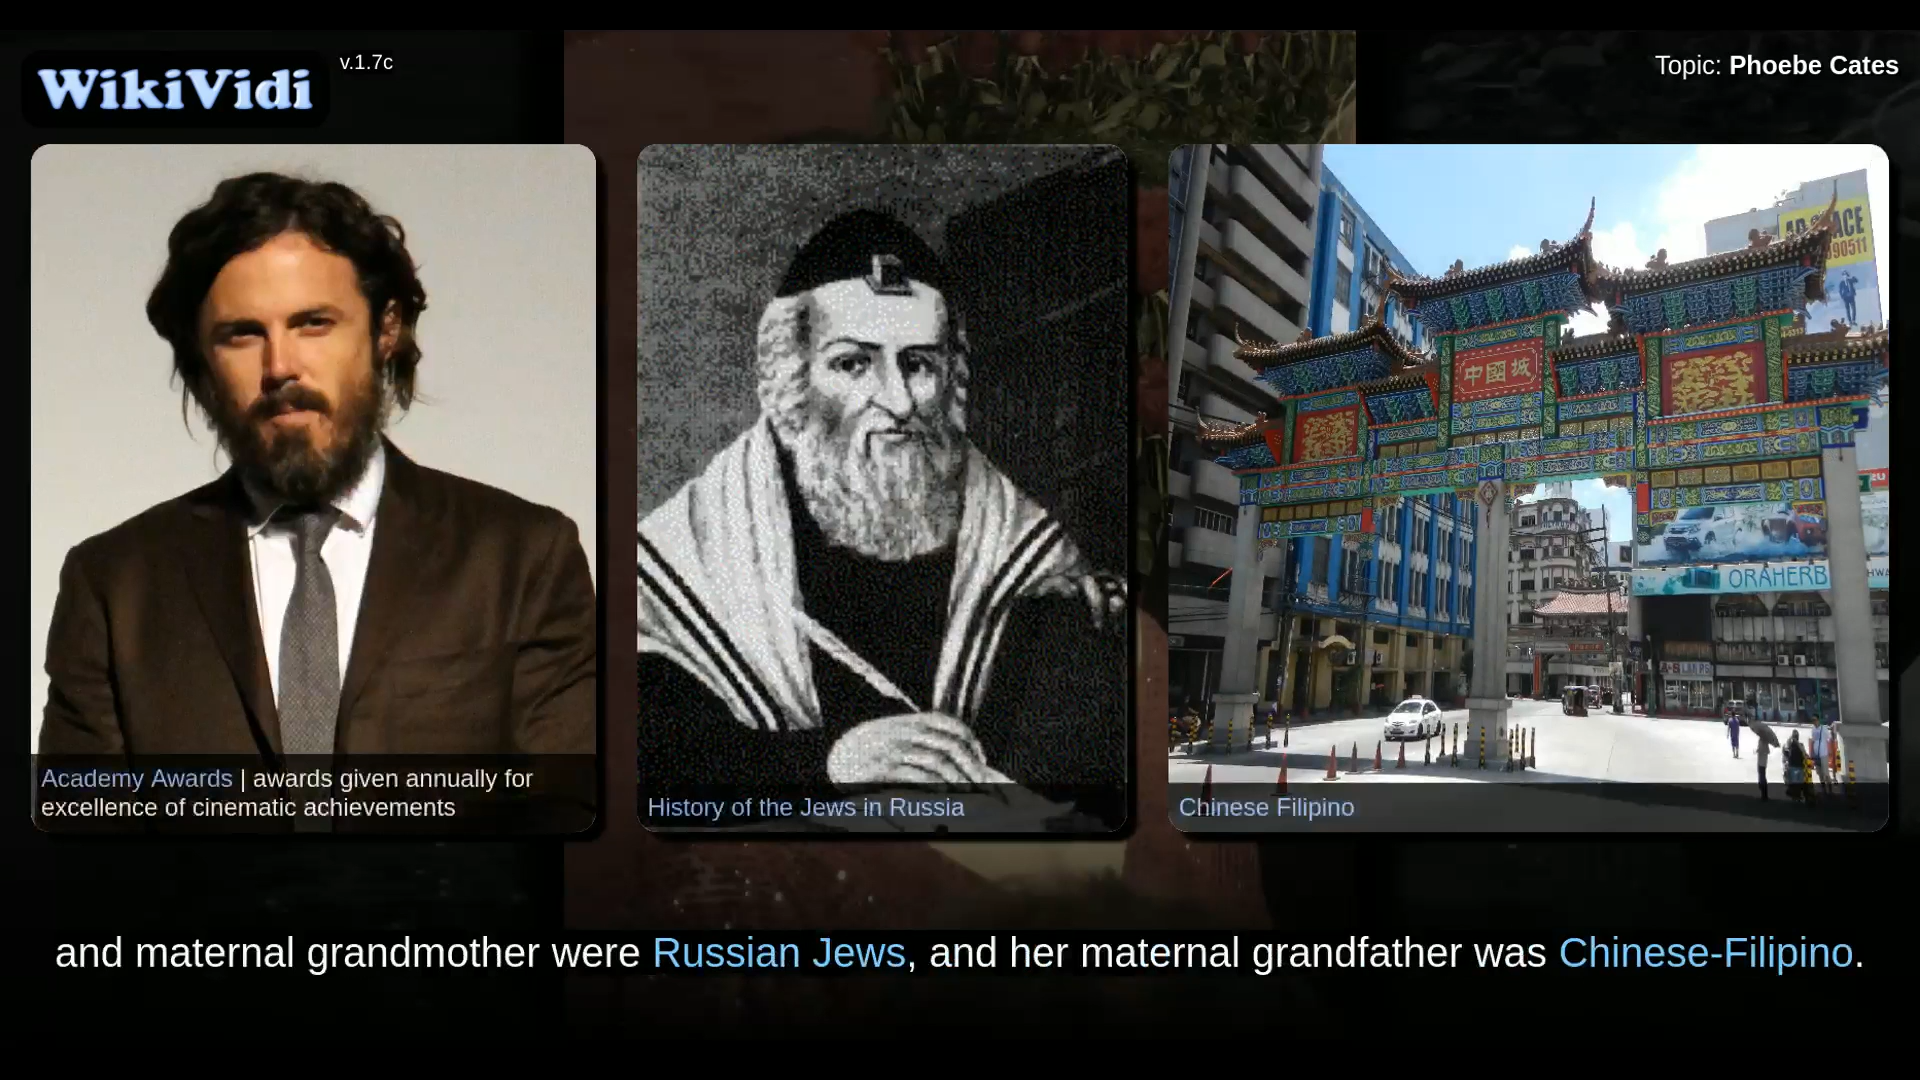 WikiVidi
v.1.7c
Topic: Phoebe Cates
Academy Awards | awards given annually for
excellence of cinematic achievements
History of the Jews in Russia
中國城
ORAHERB
Chinese Filipino
and maternal grandmother were Russian Jews, and her maternal grandfather was Chinese-Filipino.